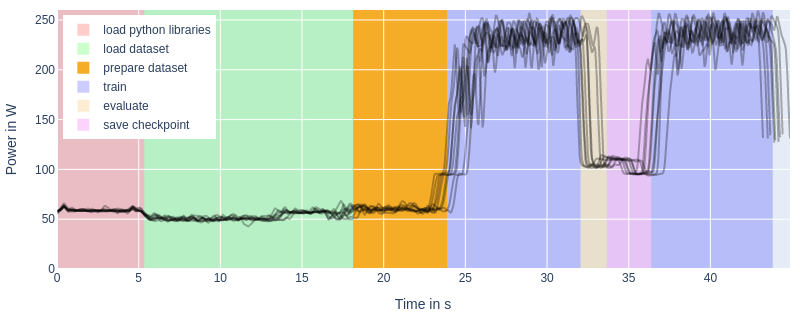 250
200
150
100
50
0
Power in W
load python libraries
load dataset
prepare dataset
train
evaluate
save checkpoint
0 5 10 15 20 25 30 35 40
Time in s